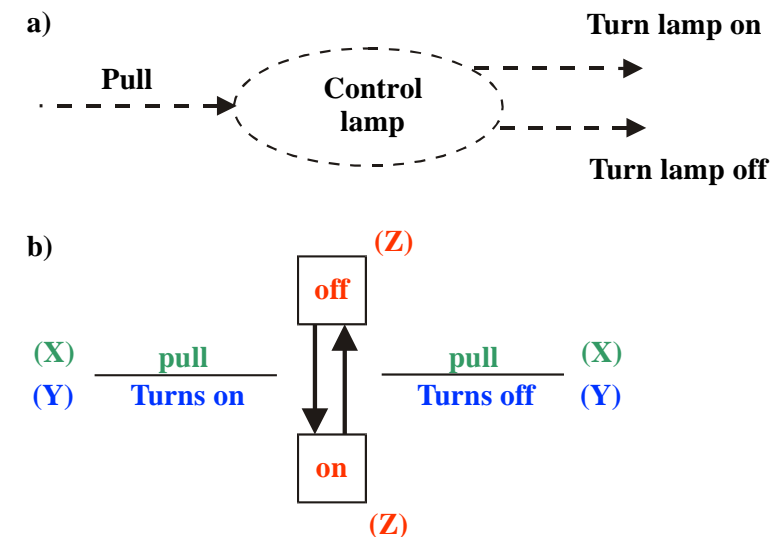 a)
Turn lamp on
Pull
Control
lamp
Turn lamp off
b)
(Z)
off
(X)
pull
pull
(X)
(Y)
Turns on
Turns off
(Y)
on
(Z)